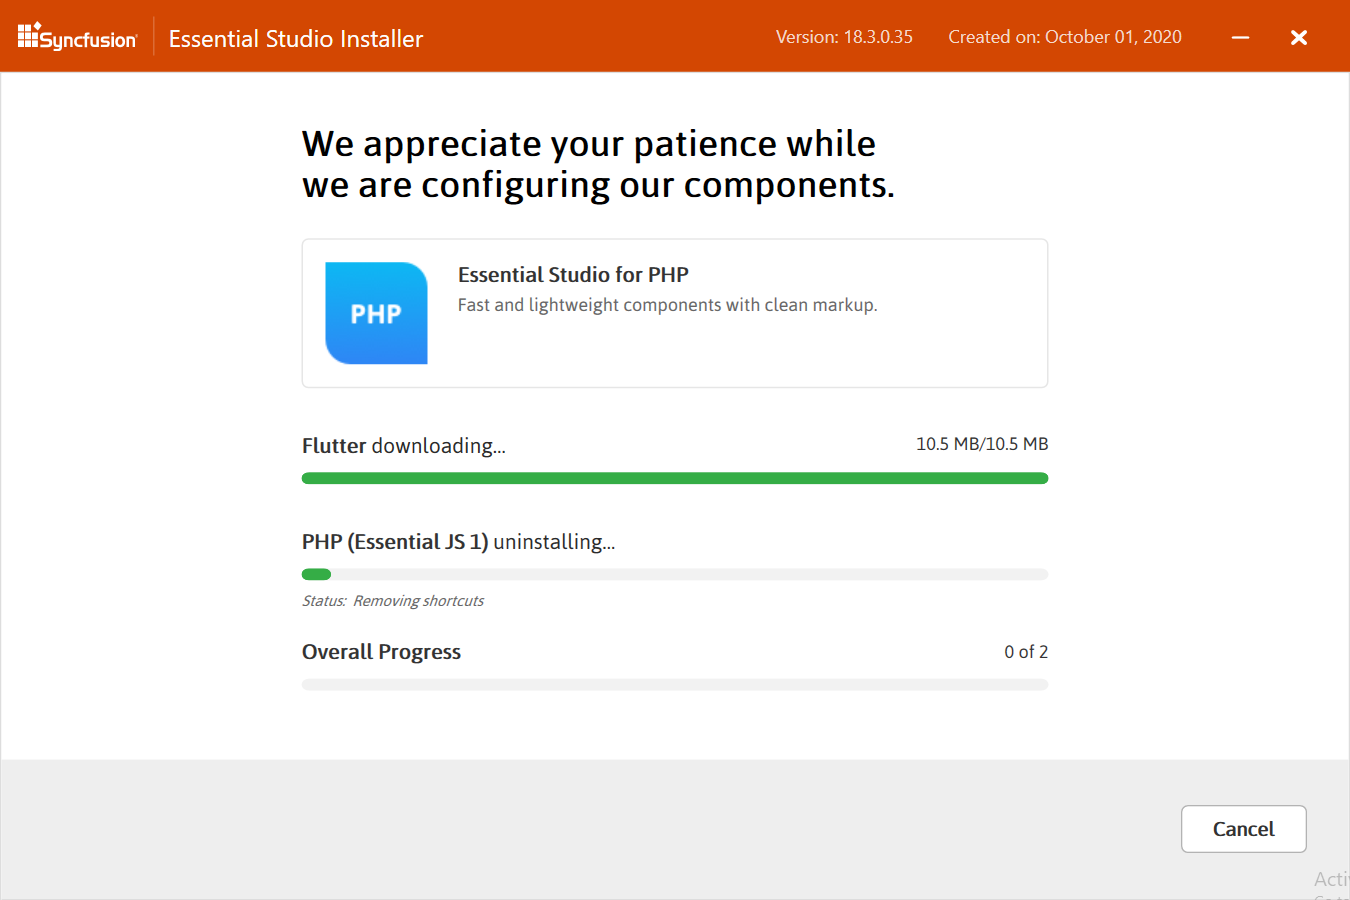 Syncfusion
Essential Studio Installer
Version: 18.3.0.35
Created on: October 01, 2020
We appreciate your patience while
we are configuring our components.
PHP
Essential Studio for PHP
Fast and lightweight components with clean markup.
Flutter downloading...
10.5 MB/10.5 MB
PHP (Essential JS 1) uninstalling...
Status: Removing shortcuts
Overall Progress
0 of 2
Cancel
Acti